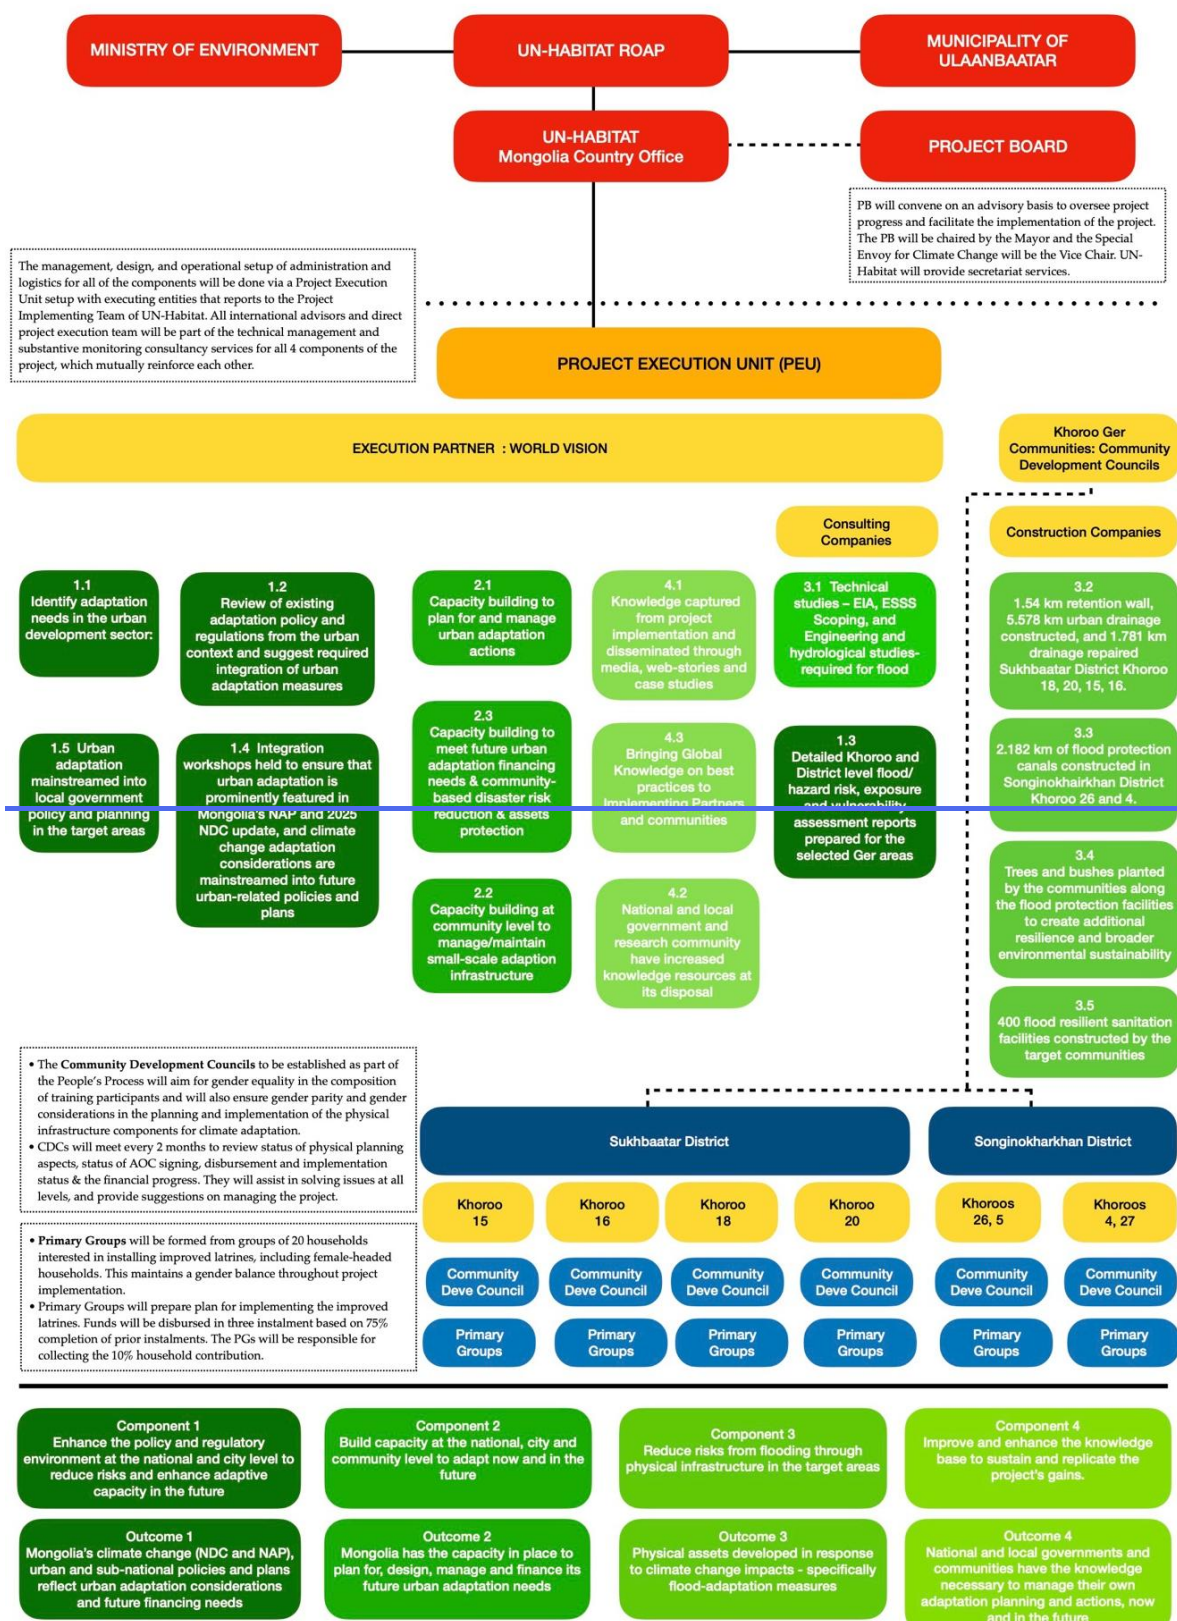 MINISTRY OF ENVIRONMENT
UN-HABITAT ROAP
MUNICIPALITY OF
ULAANBAATAR
UN-HABITAT
Mongolia Country Office
PROJECT BOARD
PB will convene on an advisory basis to oversee project
progress and facilitate the implementation of the project.
The PB will be chaired by the Mayor and the Special
Envoy for Climate Change will be the Vice Chair. UN-
Habitat will provide secretariat services.
The management, design, and operational setup of administration and
logistics for all of the components will be done via a Project Execution
Unit setup with executing entities that reports to the Project
Implementing Team of UN-Habitat. All international advisors and direct
project execution team will be part of the technical management and
substantive monitoring consultancy services for all 4 components of the
project, which mutually reinforce each other.
PROJECT EXECUTION UNIT (PEU)
EXECUTION PARTNER : WORLD VISION
Khoroo Ger
Communities: Community
Development Councils
Consulting
Companies
Construction Companies
1.1
Identify adaptation
needs in the urban
development sector:
1.2
Review of existing
adaptation policy and
regulations from the urban
context and suggest required
integration of urban
adaptation measures
2.1
Capacity building to
plan for and manage
urban adaptation
actions
4.1
Knowledge captured
from project
implementation and
disseminated through
media, web-stories and
case studies
3.1 Technical
studies – EIA, ESSS
Scoping, and
Engineering and
hydrological studies-
required for flood
3.2
1.54 km retention wall,
5.578 km urban drainage
constructed, and 1.781 km
drainage repaired
Sukhbaatar District Khoroo
18, 20, 15, 16.
1.5 Urban
adaptation
mainstreamed into
local government
policy and planning
in the target areas
1.4 Integration
workshops held to ensure that
urban adaptation is
prominently featured in
Mongolia's NAP and 2025
NDC update, and climate
change adaptation
considerations are
mainstreamed into future
urban-related policies and
plans
2.3
Capacity building to
meet future urban
adaptation financing
needs & community-
based disaster risk
reduction & assets
protection
4.3
Bringing Global
Knowledge on best
practices to
Implementing Partners
and communities
1.3
Detailed Khoroo and
District level flood/
hazard risk, exposure
and vulnerability
assessment reports
prepared for the
selected Ger areas
3.3
2.182 km of flood protection
canals constructed in
Songinokhairkhan District
Khoroo 26 and 4.
2.2
Capacity building at
community level to
manage/maintain
small-scale adaption
infrastructure
4.2
National and local
government and
research community
have increased
knowledge resources at
its disposal
3.4
Trees and bushes planted
by the communities along
the flood protection facilities
to create additional
resilience and broader
environmental sustainability
3.5
400 flood resilient sanitation
facilities constructed by the
target communities
• The Community Development Councils to be established as part of
the People's Process will aim for gender equality in the composition
of training participants and will also ensure gender parity and gender
considerations in the planning and implementation of the physical
infrastructure components for climate adaptation.
• CDCs will meet every 2 months to review status of physical planning
aspects, status of AOC signing, disbursement and implementation
status & the financial progress. They will assist in solving issues at all
levels, and provide suggestions on managing the project.
• Primary Groups will be formed from groups of 20 households
interested in installing improved latrines, including female-headed
households. This maintains a gender balance throughout project
implementation.
• Primary Groups will prepare plan for implementing the improved
latrines. Funds will be disbursed in three instalment based on 75%
completion of prior instalments. The PGs will be responsible for
collecting the 10% household contribution.
Sukhbaatar District
Songinokharkhan District
Khoroo
15
Khoroo
16
Khoroo
18
Khoroo
20
Khoroos
26, 5
Khoroos
4, 27
Community
Deve Council
Community
Deve Council
Community
Deve Council
Community
Deve Council
Community
Deve Council
Community
Deve Council
Primary
Groups
Primary
Groups
Primary
Groups
Primary
Groups
Primary
Groups
Primary
Groups
Component 1
Enhance the policy and regulatory
environment at the national and city level to
reduce risks and enhance adaptive
capacity in the future
Component 2
Build capacity at the national, city and
community level to adapt now and in the
future
Component 3
Reduce risks from flooding through
physical infrastructure in the target areas
Component 4
Improve and enhance the knowledge
base to sustain and replicate the
project's gains.
Outcome 1
Mongolia's climate change (NDC and NAP),
urban and sub-national policies and plans
reflect urban adaptation considerations
and future financing needs
Outcome 2
Mongolia has the capacity in place to
plan for, design, manage and finance its
future urban adaptation needs
Outcome 3
Physical assets developed in response
to climate change impacts - specifically
flood-adaptation measures
Outcome 4
National and local governments and
communities have the knowledge
necessary to manage their own
adaptation planning and actions, now
and in the future